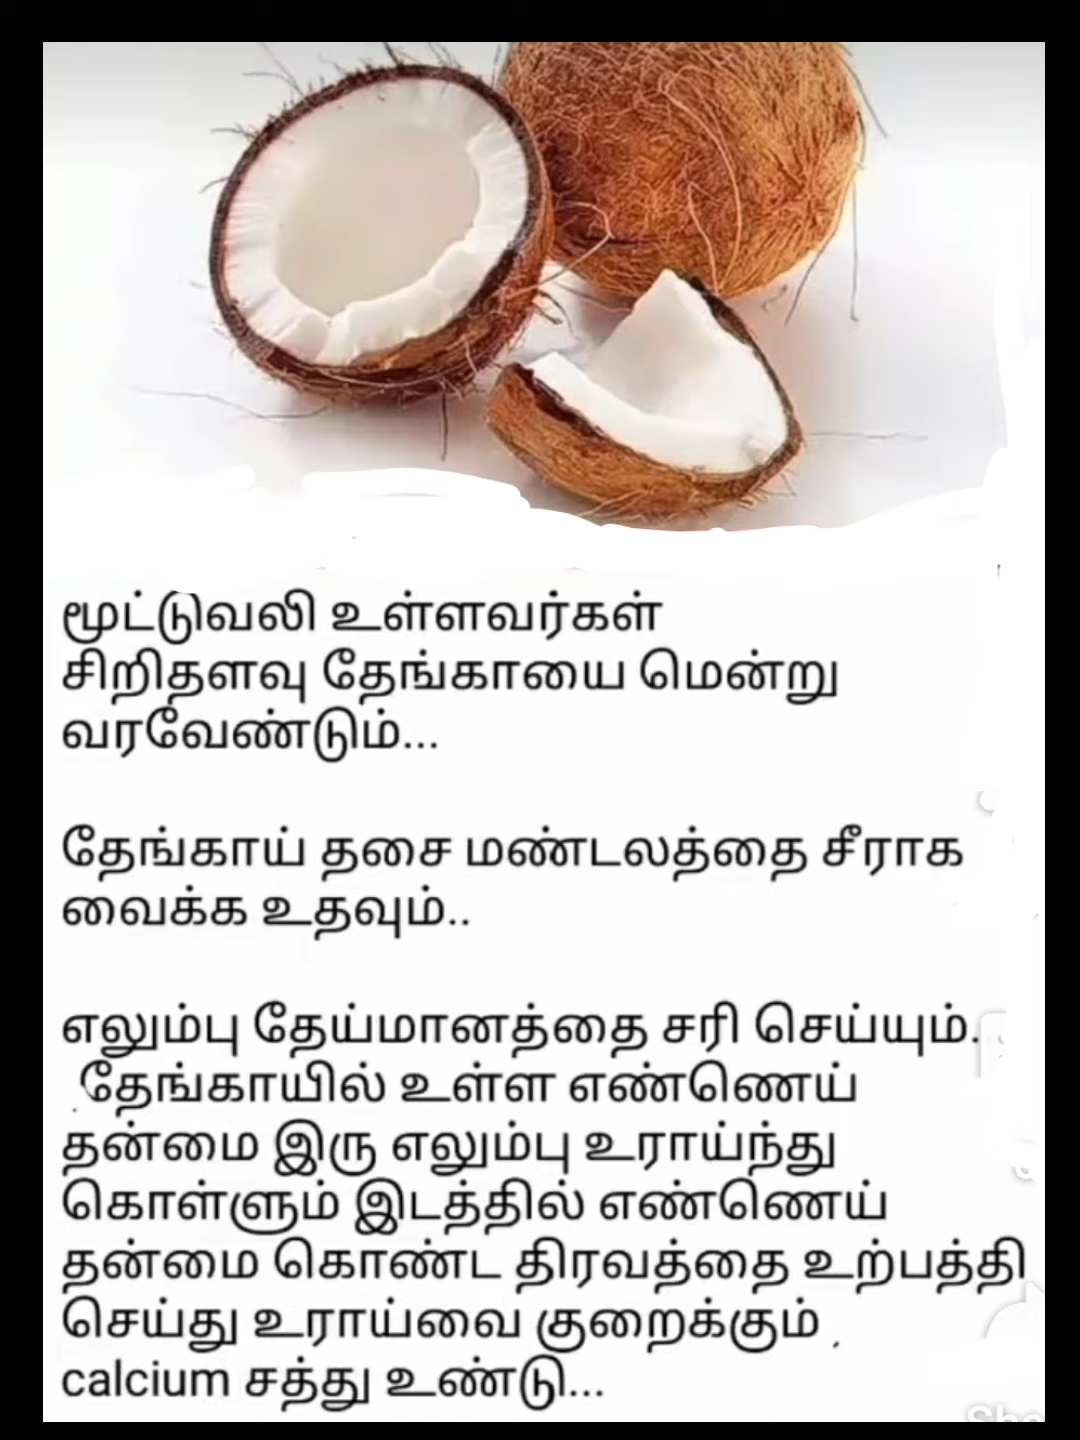 மூட்டுவலி உள்ளவர்கள்
சிறிதளவு தேங்காயை மென்று
வரவேண்டும்...
தேங்காய் தசை மண்டலத்தை சீராக
வைக்க உதவும்..
எலும்பு தேய்மானத்தை சரி செய்யும்.
தேங்காயில் உள்ள எண்ணெய்
தன்மை இரு எலும்பு உராய்ந்து
கொள்ளும் இடத்தில் எண்ணெய்
தன்மை கொண்ட திரவத்தை உற்பத்தி
செய்து உராய்வை குறைக்கும்
calcium சத்து உண்டு...